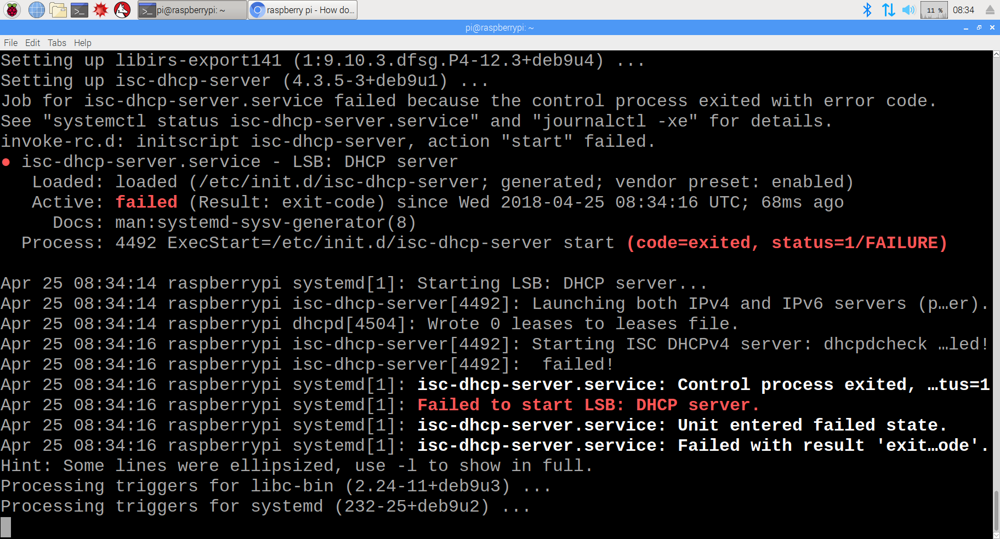 pi@raspberrypi: ~
raspberry pi - How do...
11 %
08:34
pi@raspberrypi: ~
File Edit Tabs Help
Setting up libirs-export141 (1:9.10.3.dfsg.P4-12.3+deb9u4) ...
Setting up isc-dhcp-server (4.3.5-3+deb9u1) ...
Job for isc-dhcp-server.service failed because the control process exited with error code.
See "systemctl status isc-dhcp-server.service" and "journalctl -xe" for details.
invoke-rc.d: initscript isc-dhcp-server, action "start" failed.
● isc-dhcp-server.service - LSB: DHCP server
   Loaded: loaded (/etc/init.d/isc-dhcp-server; generated; vendor preset: enabled)
   Active: failed (Result: exit-code) since Wed 2018-04-25 08:34:16 UTC; 68ms ago
     Docs: man:systemd-sysv-generator(8)
  Process: 4492 ExecStart=/etc/init.d/isc-dhcp-server start (code=exited, status=1/FAILURE)
Apr 25 08:34:14 raspberrypi systemd[1]: Starting LSB: DHCP server...
Apr 25 08:34:14 raspberrypi isc-dhcp-server[4492]: Launching both IPv4 and IPv6 servers (p…er).
Apr 25 08:34:14 raspberrypi dhcpd[4504]: Wrote 0 leases to leases file.
Apr 25 08:34:16 raspberrypi isc-dhcp-server[4492]: Starting ISC DHCPv4 server: dhcpdcheck …led!
Apr 25 08:34:16 raspberrypi isc-dhcp-server[4492]:  failed!
Apr 25 08:34:16 raspberrypi systemd[1]: isc-dhcp-server.service: Control process exited, …tus=1
Apr 25 08:34:16 raspberrypi systemd[1]: Failed to start LSB: DHCP server.
Apr 25 08:34:16 raspberrypi systemd[1]: isc-dhcp-server.service: Unit entered failed state.
Apr 25 08:34:16 raspberrypi systemd[1]: isc-dhcp-server.service: Failed with result 'exit…ode'.
Hint: Some lines were ellipsized, use -l to show in full.
Processing triggers for libc-bin (2.24-11+deb9u3) ...
Processing triggers for systemd (232-25+deb9u2) ...